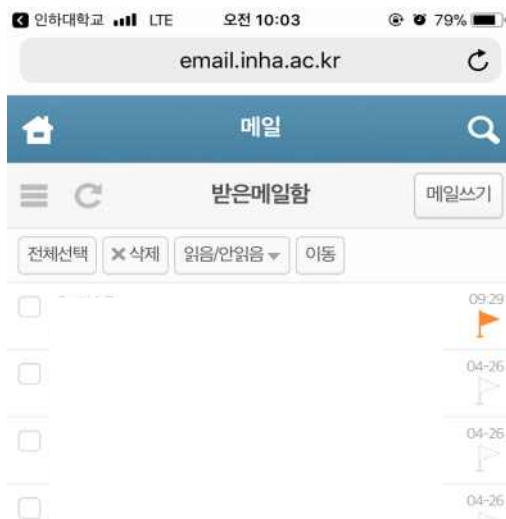 인하대학교 LTE 오전 10:03 79%
email.inha.ac.kr
메일
받은메일함 메일쓰기
전체선택 삭제 읽음/안읽음 이동
09:29
04-26
04-26
04-26